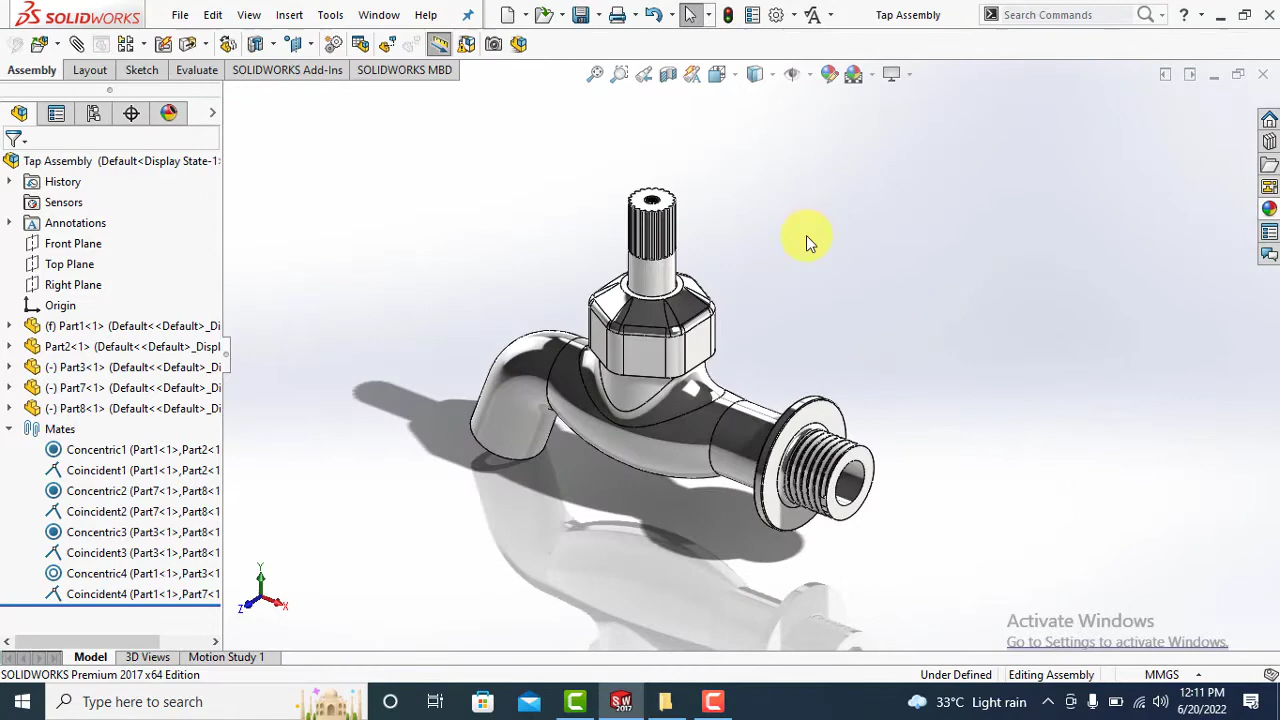 SOLIDWORKS File Edit View Insert Tools Window Help Tap Assembly Search Commands ?
Assembly Layout Sketch Evaluate SOLIDWORKS Add-Ins SOLIDWORKS MBD
Tap Assembly (Default<Display State-1>
History
Sensors
Annotations
Front Plane
Top Plane
Right Plane
Origin
(f) Part1<1> (Default<<Default>_Di
Part2<1> (Default<<Default>_Displ
(-) Part3<1> (Default<<Default>_Di
(-) Part7<1> (Default<<Default>_Di
(-) Part8<1> (Default<<Default>_Di
Mates
Concentric1 (Part1<1>,Part2<1
Coincident1 (Part1<1>,Part2<1
Concentric2 (Part7<1>,Part8<1
Coincident2 (Part7<1>,Part8<1
Concentric3 (Part3<1>,Part8<1
Coincident3 (Part3<1>,Part8<1
Concentric4 (Part1<1>,Part3<1
Coincident4 (Part1<1>,Part7<1
Y
Z X
Activate Windows
Go to Settings to activate Windows.
Model 3D Views Motion Study 1
SOLIDWORKS Premium 2017 x64 Edition Under Defined Editing Assembly MMGS
Type here to search
SW
2017
33°C Light rain
12:11 PM
6/20/2022